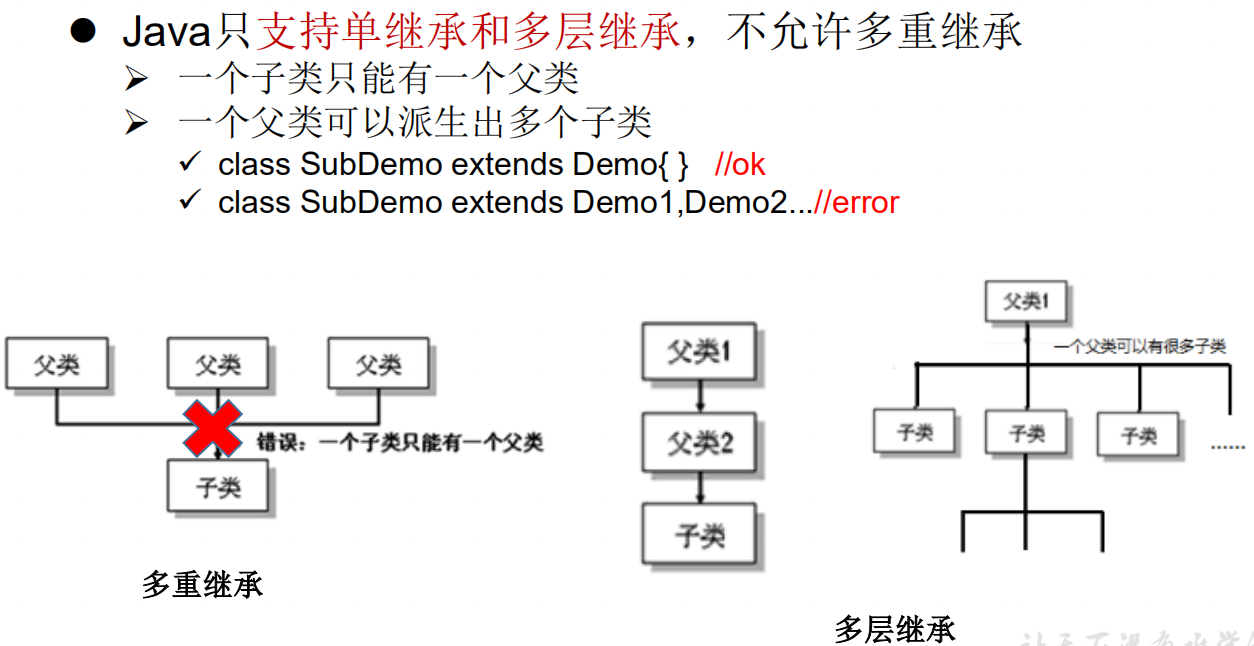 Java只支持单继承和多层继承，不允许多重继承
一个子类只能有一个父类
一个父类可以派生出多个子类
class SubDemo extends Demo{ } //ok
class SubDemo extends Demo1,Demo2...//error
父类
父类
父类
错误：一个子类只能有一个父类
子类
多重继承
父类1
父类2
子类
父类1
一个父类可以有很多子类
子类
子类
子类
......
多层继承